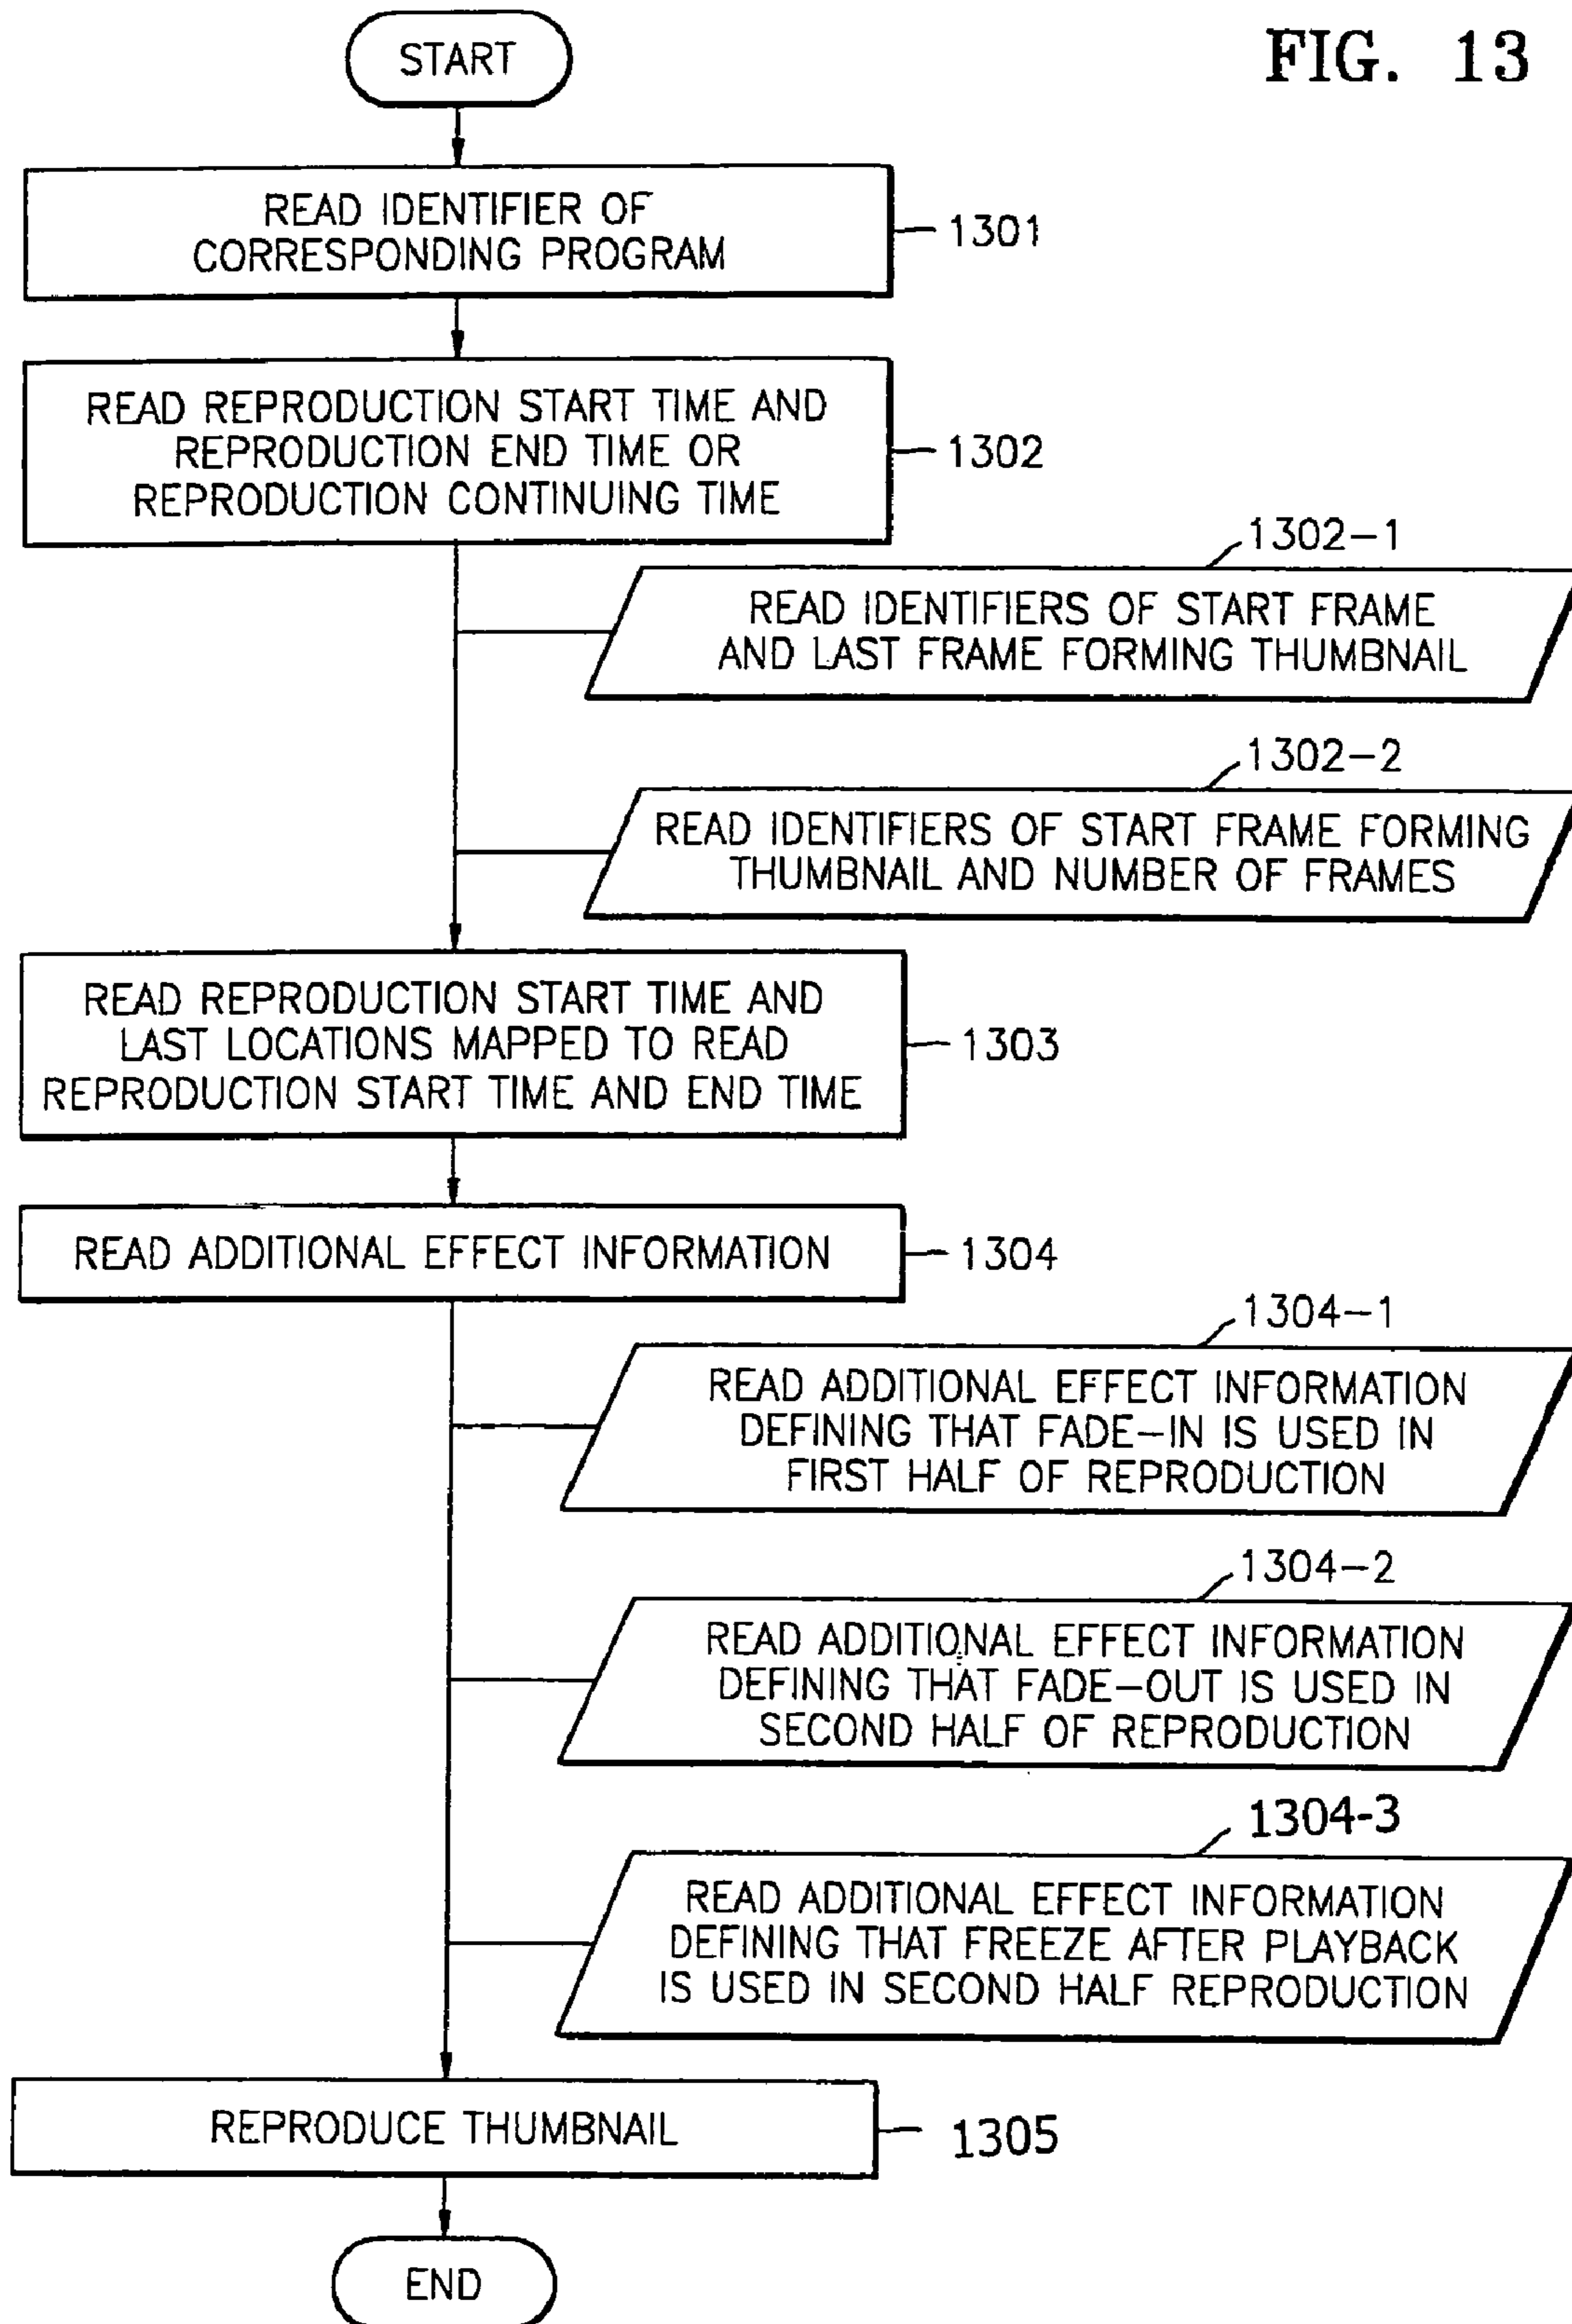 FIG. 13
START
READ IDENTIFIER OF
CORRESPONDING PROGRAM
1301
READ REPRODUCTION START TIME AND
REPRODUCTION END TIME OR
REPRODUCTION CONTINUING TIME
1302
1302-1
READ IDENTIFIERS OF START FRAME
AND LAST FRAME FORMING THUMBNAIL
1302-2
READ IDENTIFIERS OF START FRAME FORMING
THUMBNAIL AND NUMBER OF FRAMES
READ REPRODUCTION START TIME AND
LAST LOCATIONS MAPPED TO READ
REPRODUCTION START TIME AND END TIME
1303
READ ADDITIONAL EFFECT INFORMATION
1304
1304-1
READ ADDITIONAL EFFECT INFORMATION
DEFINING THAT FADE-IN IS USED IN
FIRST HALF OF REPRODUCTION
1304-2
READ ADDITIONAL EFFECT INFORMATION
DEFINING THAT FADE-OUT IS USED IN
SECOND HALF OF REPRODUCTION
1304-3
READ ADDITIONAL EFFECT INFORMATION
DEFINING THAT FREEZE AFTER PLAYBACK
IS USED IN SECOND HALF REPRODUCTION
REPRODUCE THUMBNAIL
1305
END